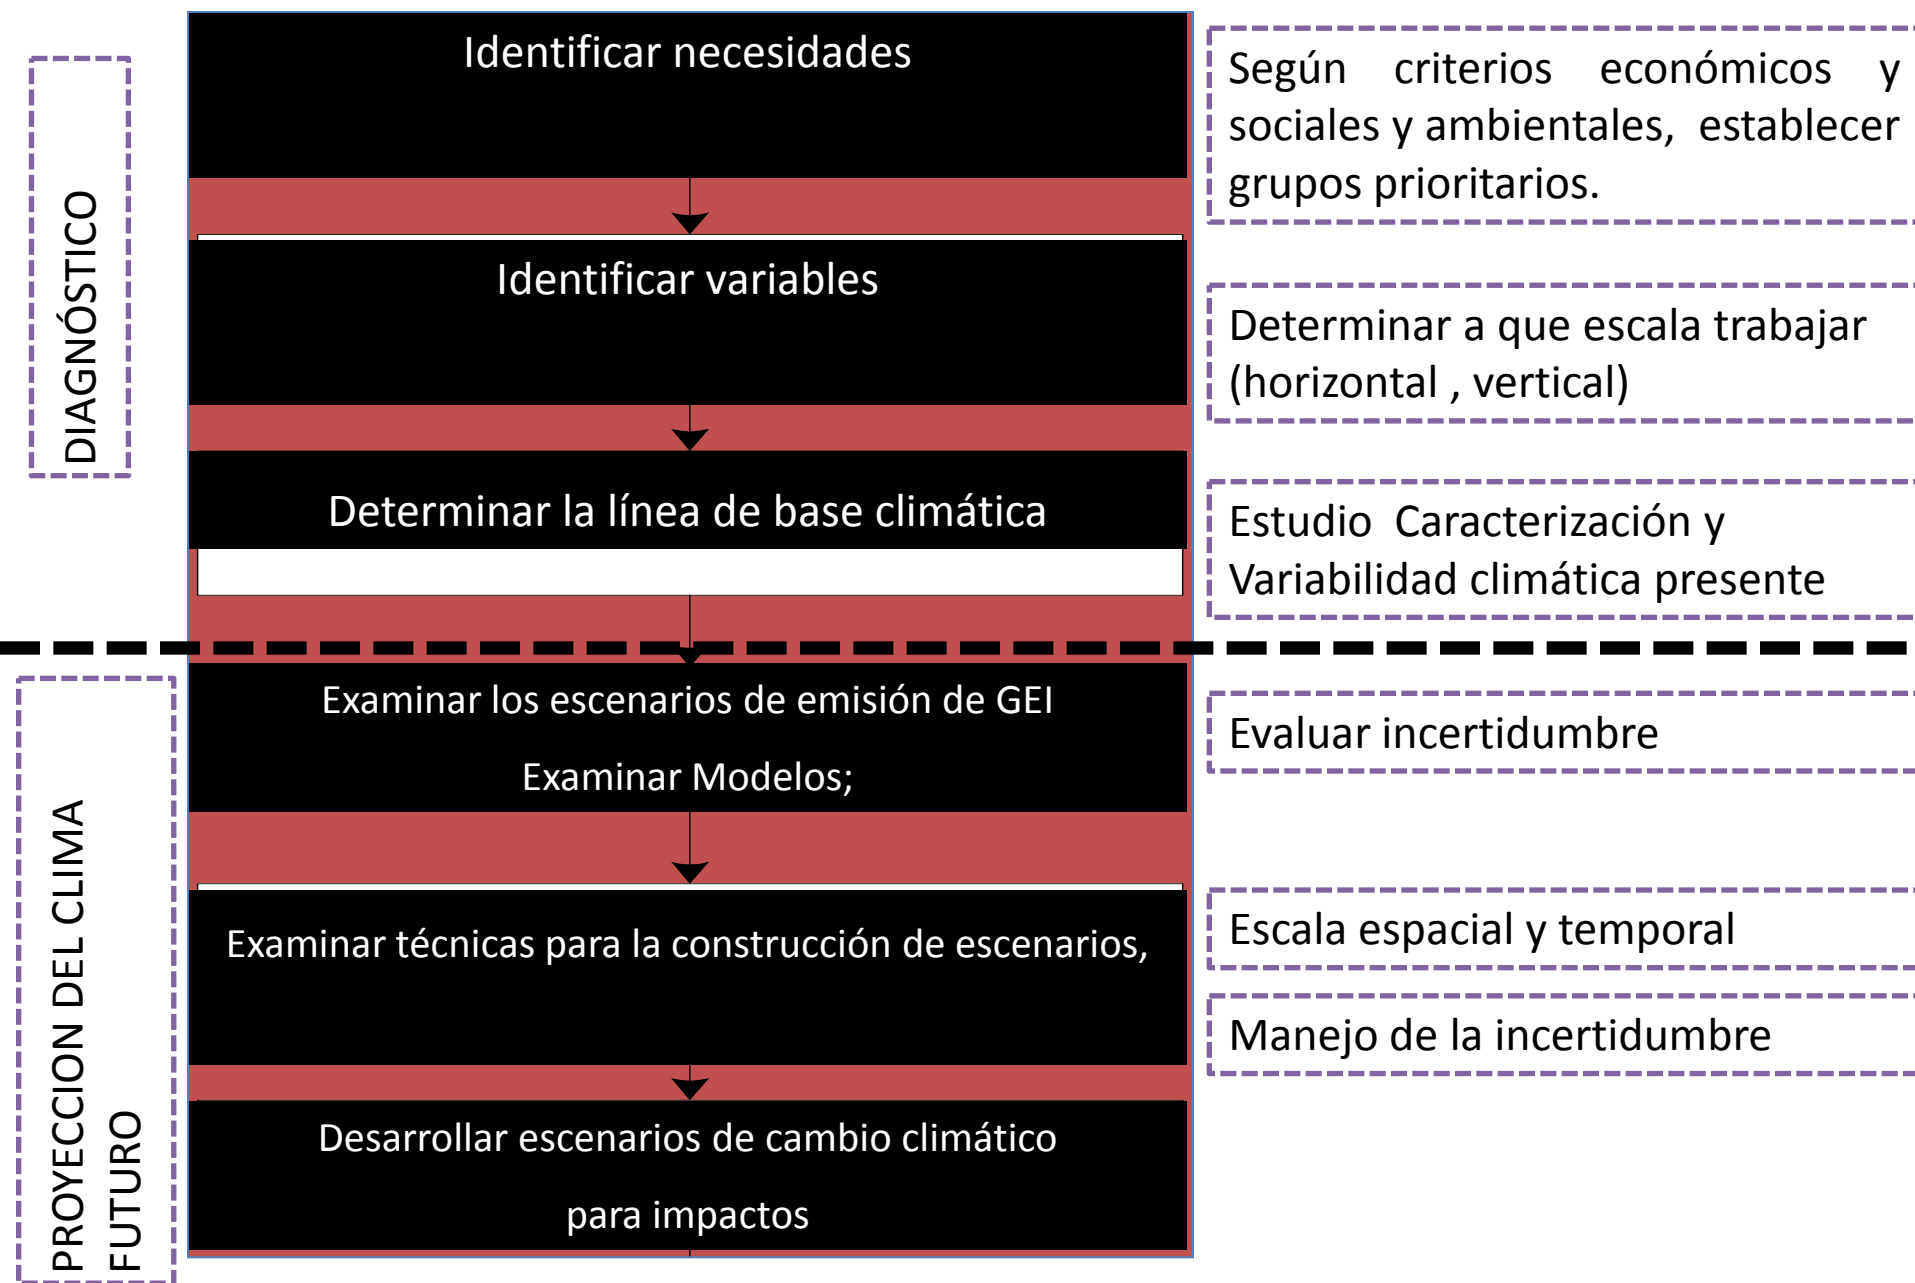 DIAGNÓSTICO
Identificar necesidades
Según criterios económicos y
sociales y ambientales, establecer
grupos prioritarios.
Identificar variables
Determinar a que escala trabajar
(horizontal , vertical)
Determinar la línea de base climática
Estudio Caracterización y
Variabilidad climática presente
PROYECCION DEL CLIMA
FUTURO
Examinar los escenarios de emisión de GEI
Examinar Modelos;
Evaluar incertidumbre
Examinar técnicas para la construcción de escenarios,
Escala espacial y temporal
Manejo de la incertidumbre
Desarrollar escenarios de cambio climático
para impactos